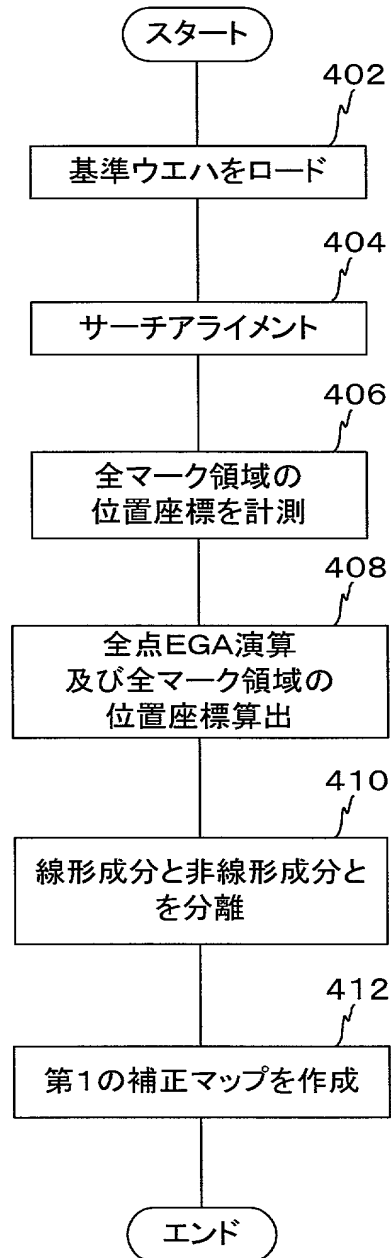 スタート
402
基準ウエハをロード
404
サーチアライメント
406
全マーク領域の
位置座標を計測
408
全点EGA演算
及び全マーク領域の
位置座標算出
410
線形成分と非線形成分と
を分離
412
第1の補正マップを作成
エンド